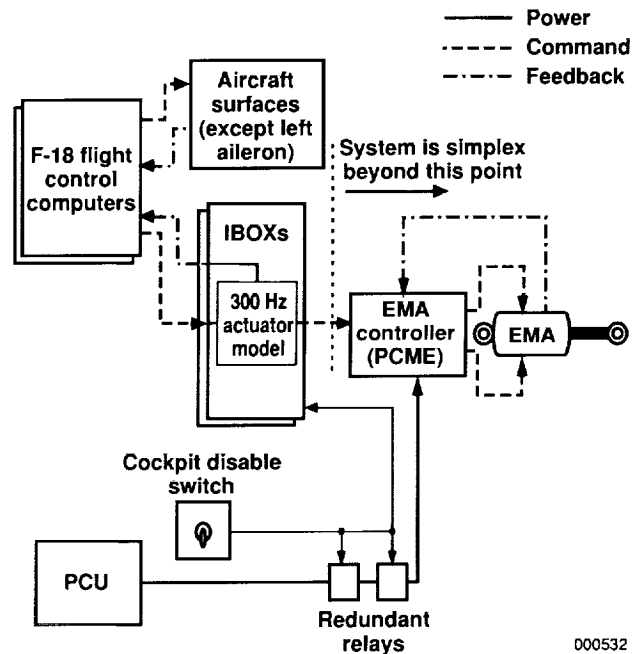 Power
Command
Feedback
Aircraft
surfaces
(except left
aileron)
F-18 flight
control
computers
System is simplex
beyond this point
IBOXs
300 Hz
actuator
model
EMA
controller
(PCME)
EMA
Cockpit disable
switch
PCU
Redundant
relays
000532